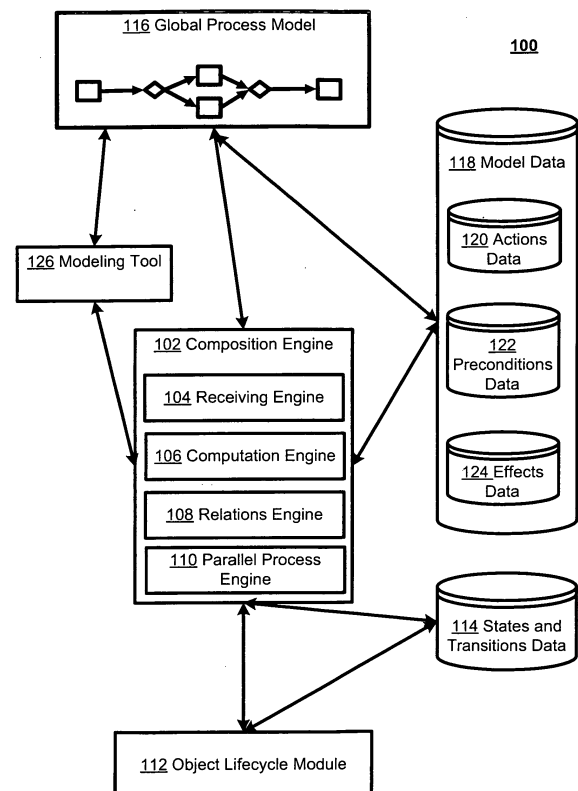 116 Global Process Model
100
118 Model Data
120 Actions
Data
126 Modeling Tool
122
Preconditions
Data
102 Composition Engine
104 Receiving Engine
106 Computation Engine
124 Effects
Data
108 Relations Engine
110 Parallel Process
Engine
114 States and
Transitions Data
112 Object Lifecycle Module